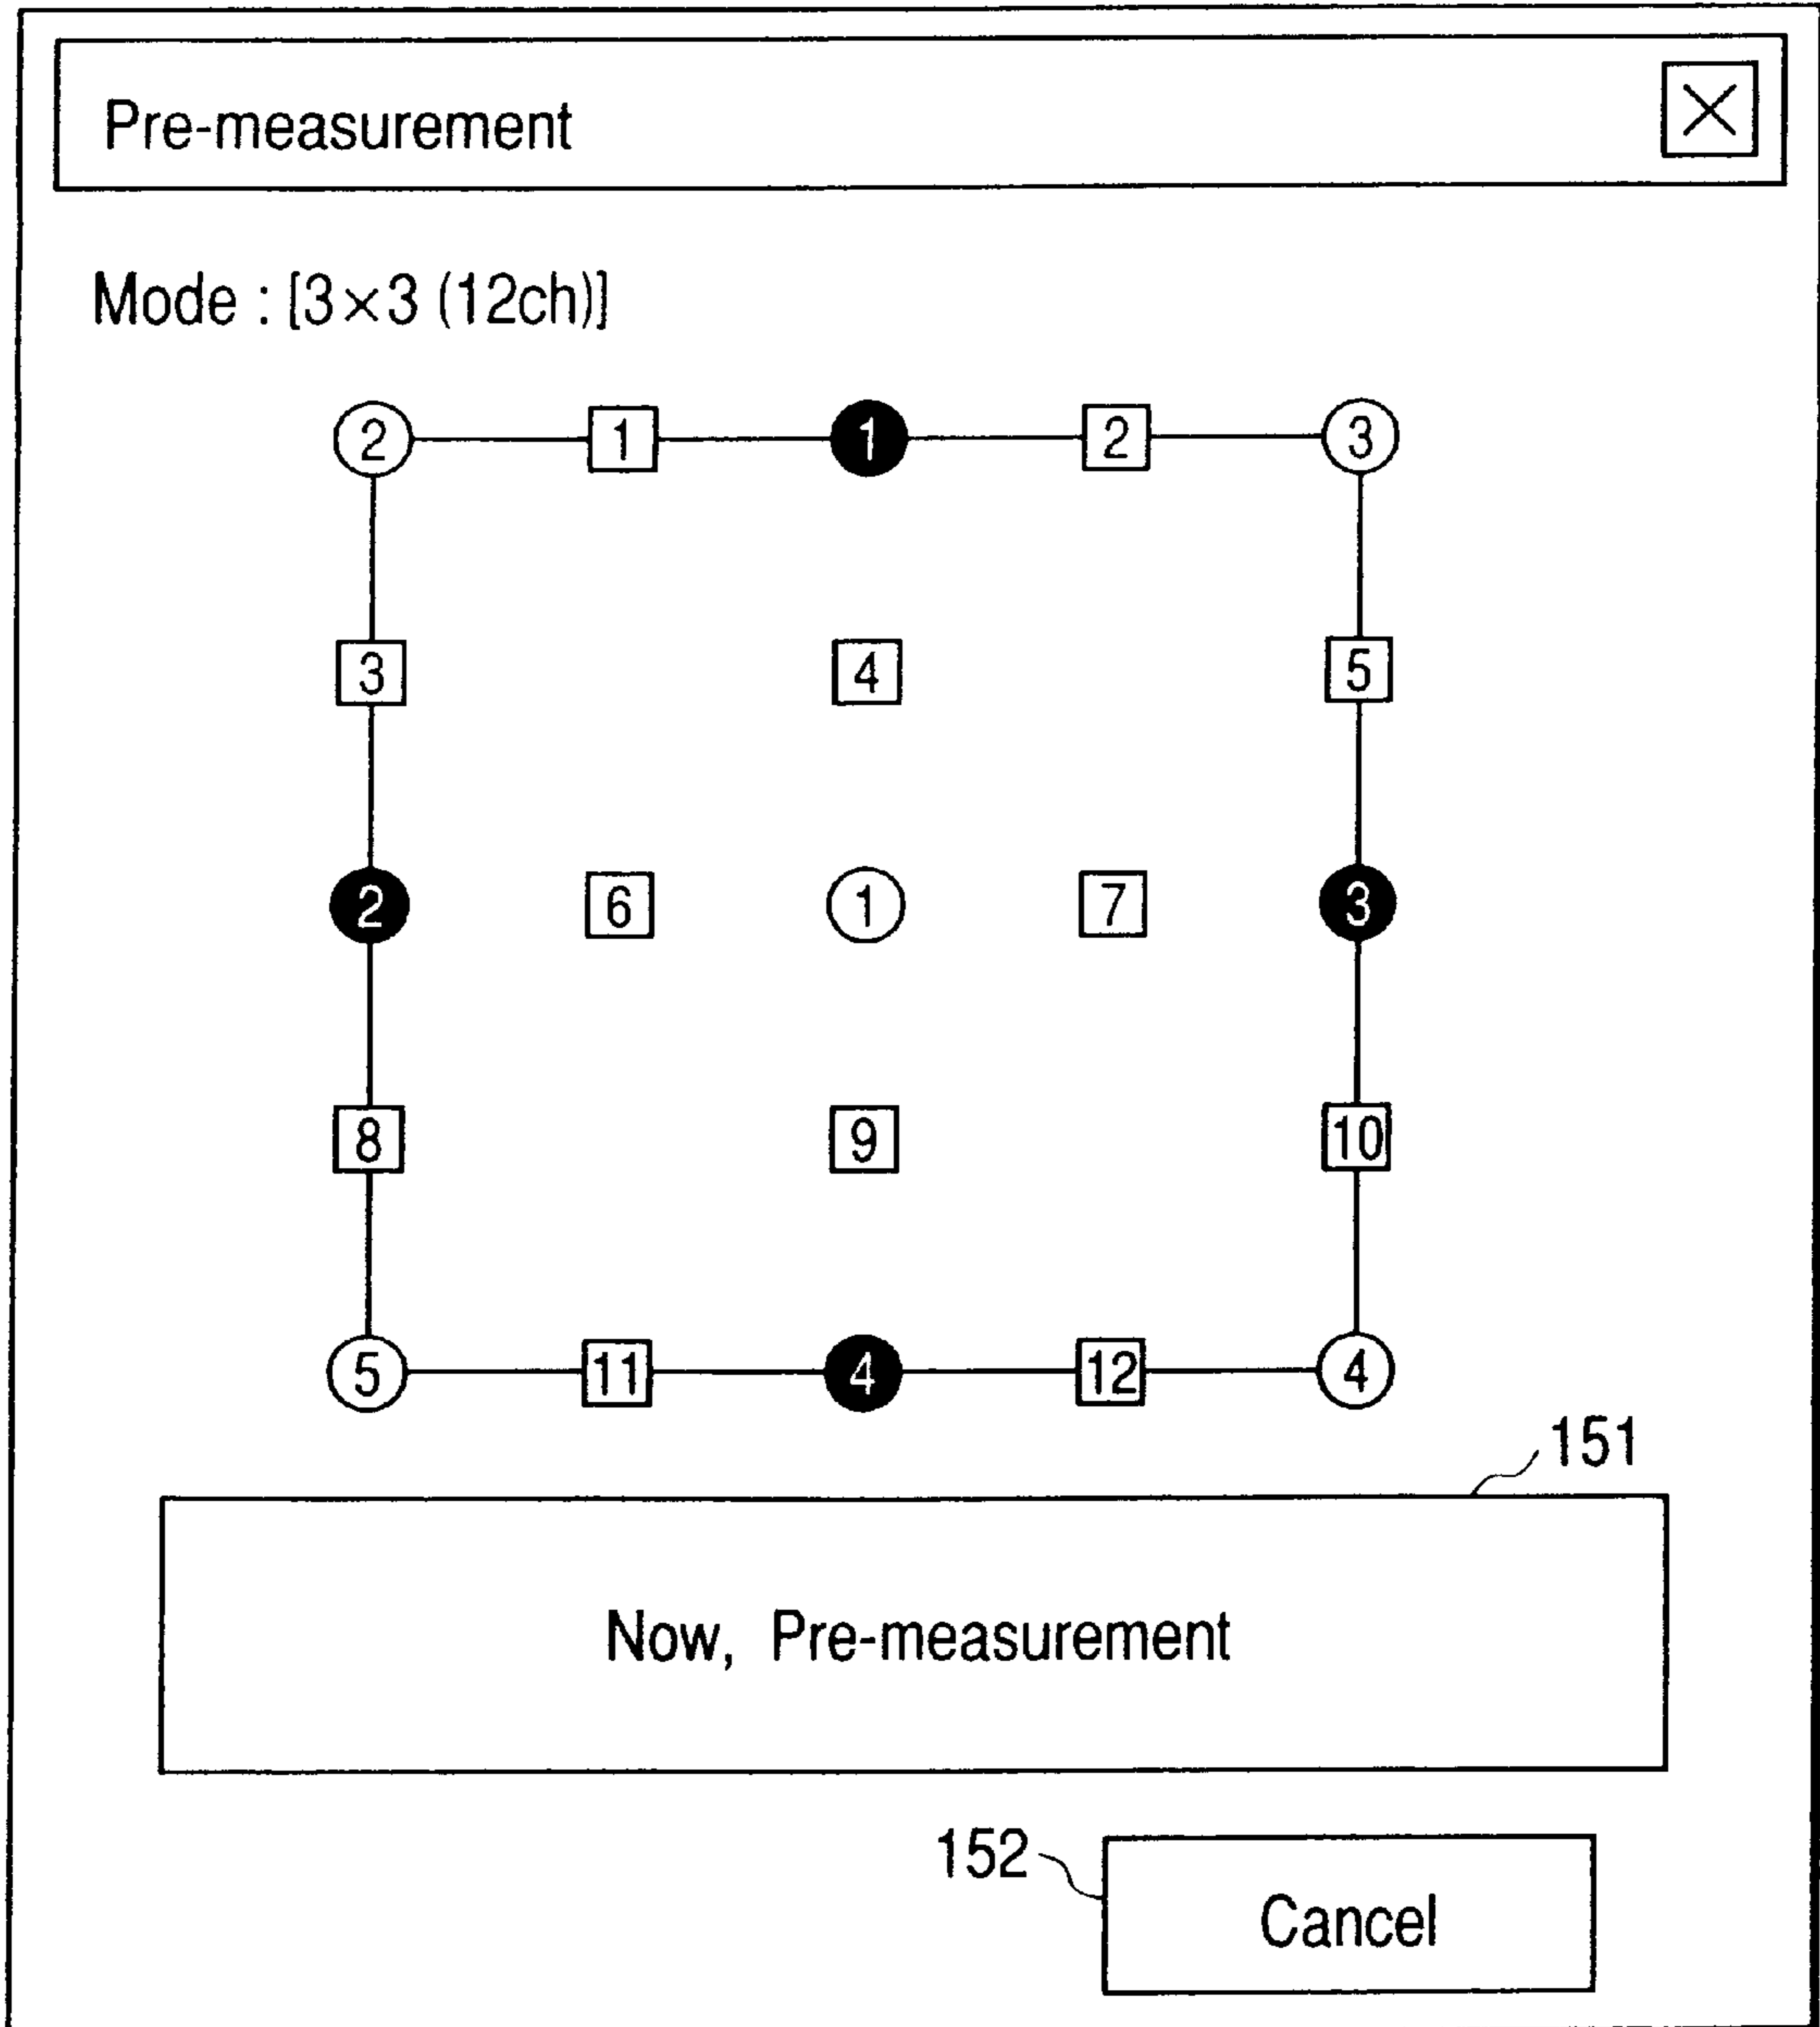 Pre-measurement
Mode : [3×3 (12ch)]
2 1 1 2 3
3 4 5
2 6 1 7 3
8 9 10
5 11 4 12 4
151
Now, Pre-measurement
152
Cancel